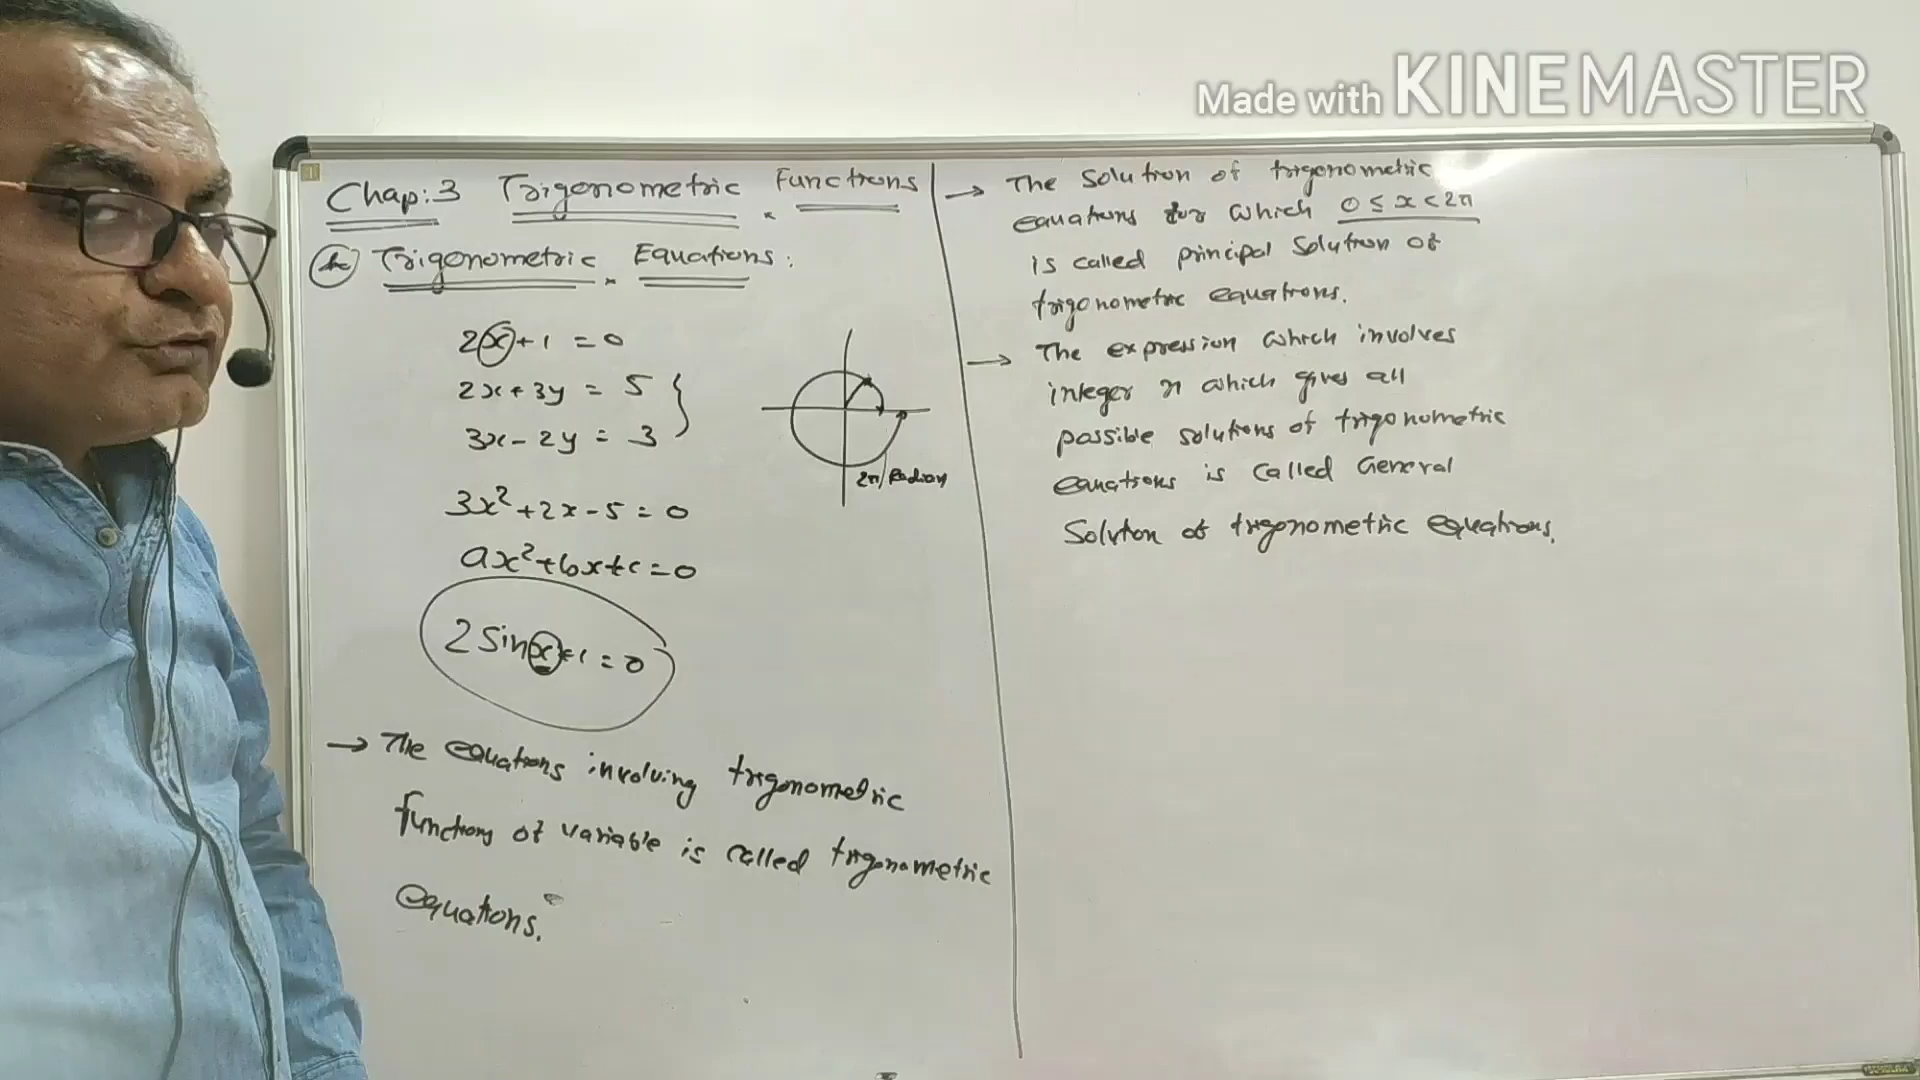 Made with KINEMASTER
Chap:3 Trigonometric Functions
Trigonometric Equations:
2x+1 = 0
2x+3y = 5
3x-2y = 3
3x²+2x-5=0
ax²+bx+c=0
2Sinx+1=0
2π Radian
→ The equations involving trigonometric
functions of variable is called trigonometric
equations.
→ The solution of trigonometric
equations for which 0≤x<2π
is called principal solution of
trigonometric equations.
→ The expression which involves
integer n which gives all
possible solutions of trigonometric
equations is called General
Solution of trigonometric equations.